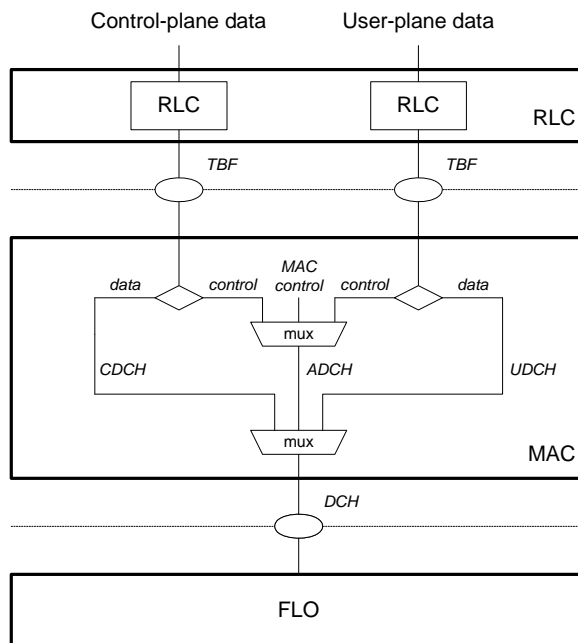 Control-plane data User-plane data
RLC RLC
RLC
TBF TBF
MAC
data control control data
control
mux
CDCH ADCH UDCH
mux
MAC
DCH
FLO